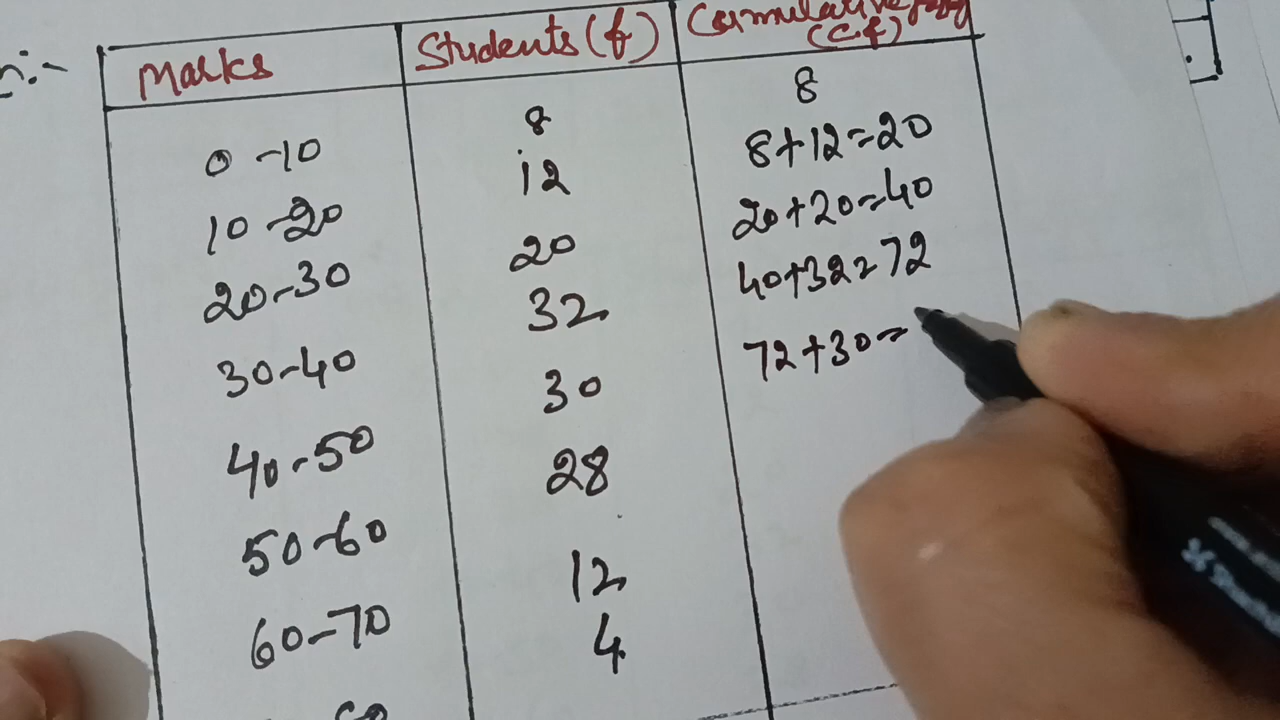 Marks Students (f) Cumulative (c.f)
0-10 8 8
10-20 12 8+12=20
20-30 20 20+20=40
30-40 32 40+32=72
40-50 30 72+30=
50-60 28
60-70 12
4